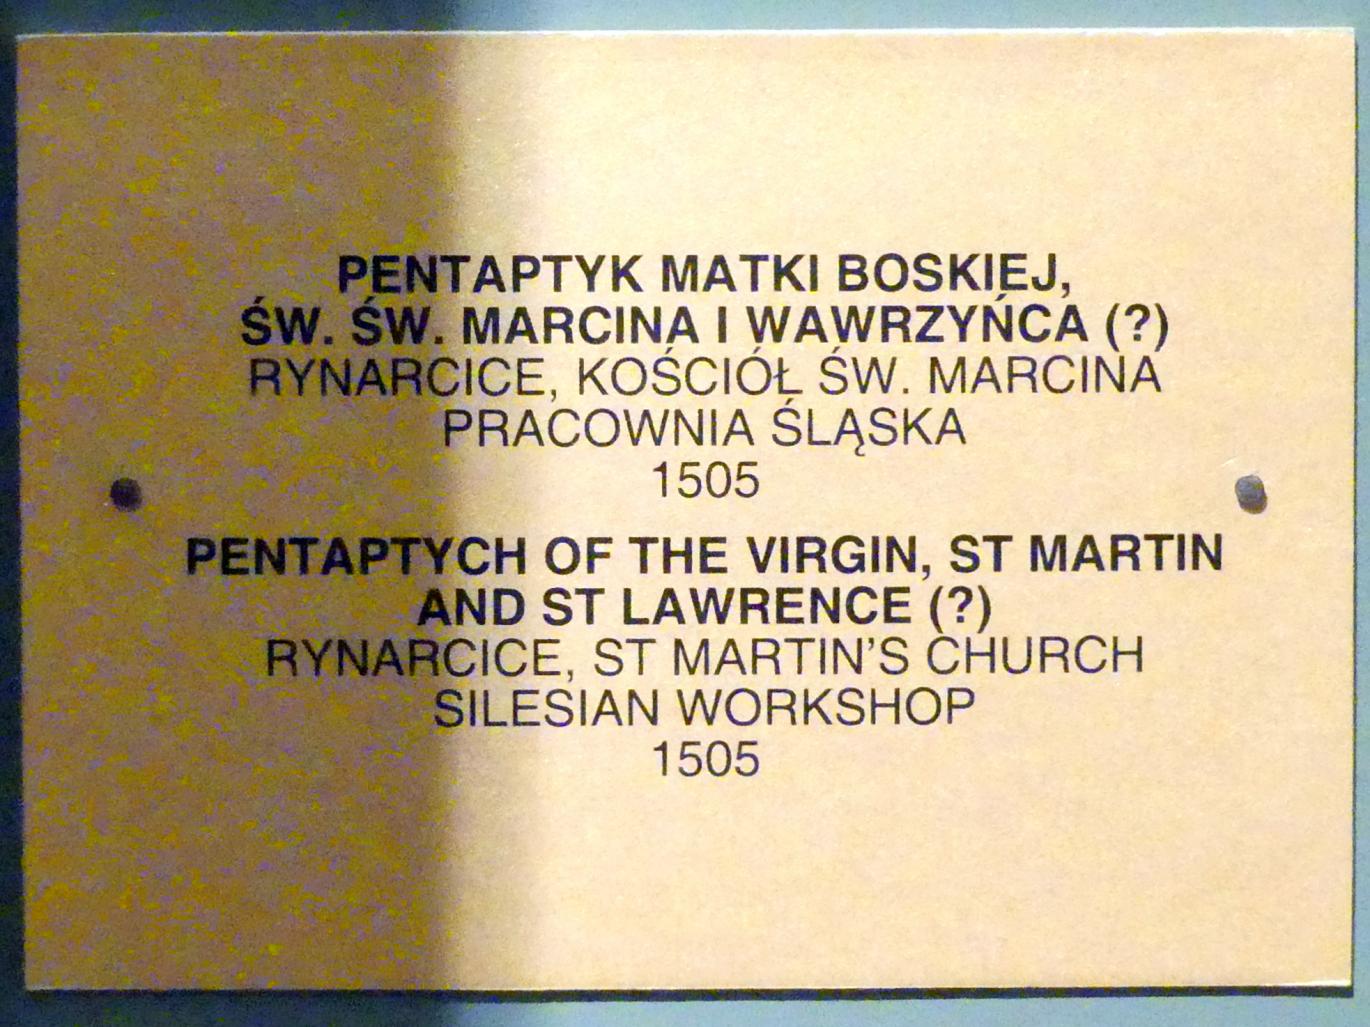 PENTAPTYK MATKI BOSKIEJ,
ŚW. ŚW. MARCINA I WAWRZYŃCA (?)
RYNARCICE, KOŚCIÓŁ ŚW. MARCINA
PRACOWNIA ŚLĄSKA
1505
PENTAPTYCH OF THE VIRGIN, ST MARTIN
AND ST LAWRENCE (?)
RYNARCICE, ST MARTIN'S CHURCH
SILESIAN WORKSHOP
1505